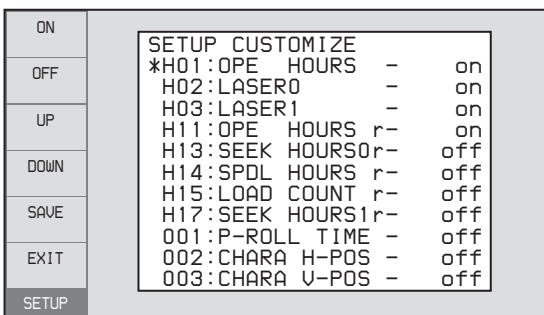 ON
OFF
UP
DOWN
SAVE
EXIT
SETUP
SETUP CUSTOMIZE
*H01:OPE HOURS - on
H02:LASER0 - on
H03:LASER1 - on
H11:OPE HOURS r- on
H13:SEEK HOURS0r- off
H14:SPDL HOURS r- off
H15:LOAD COUNT r- off
H17:SEEK HOURS1r- off
001:P-ROLL TIME - off
002:CHARA H-POS - off
003:CHARA V-POS - off